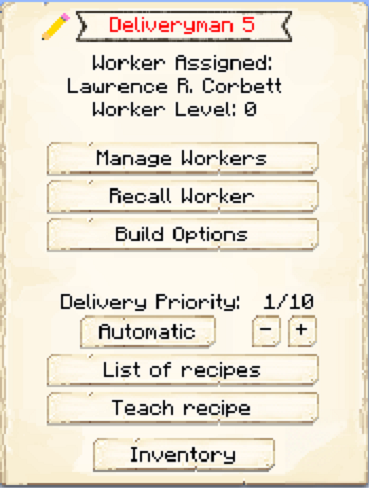 Deliveryman 5
Worker Assigned:
Lawrence R. Corbett
Worker Level: 0
Manage Workers
Recall Worker
Build Options
Delivery Priority: 1/10
Automatic - +
List of recipes
Teach recipe
Inventory